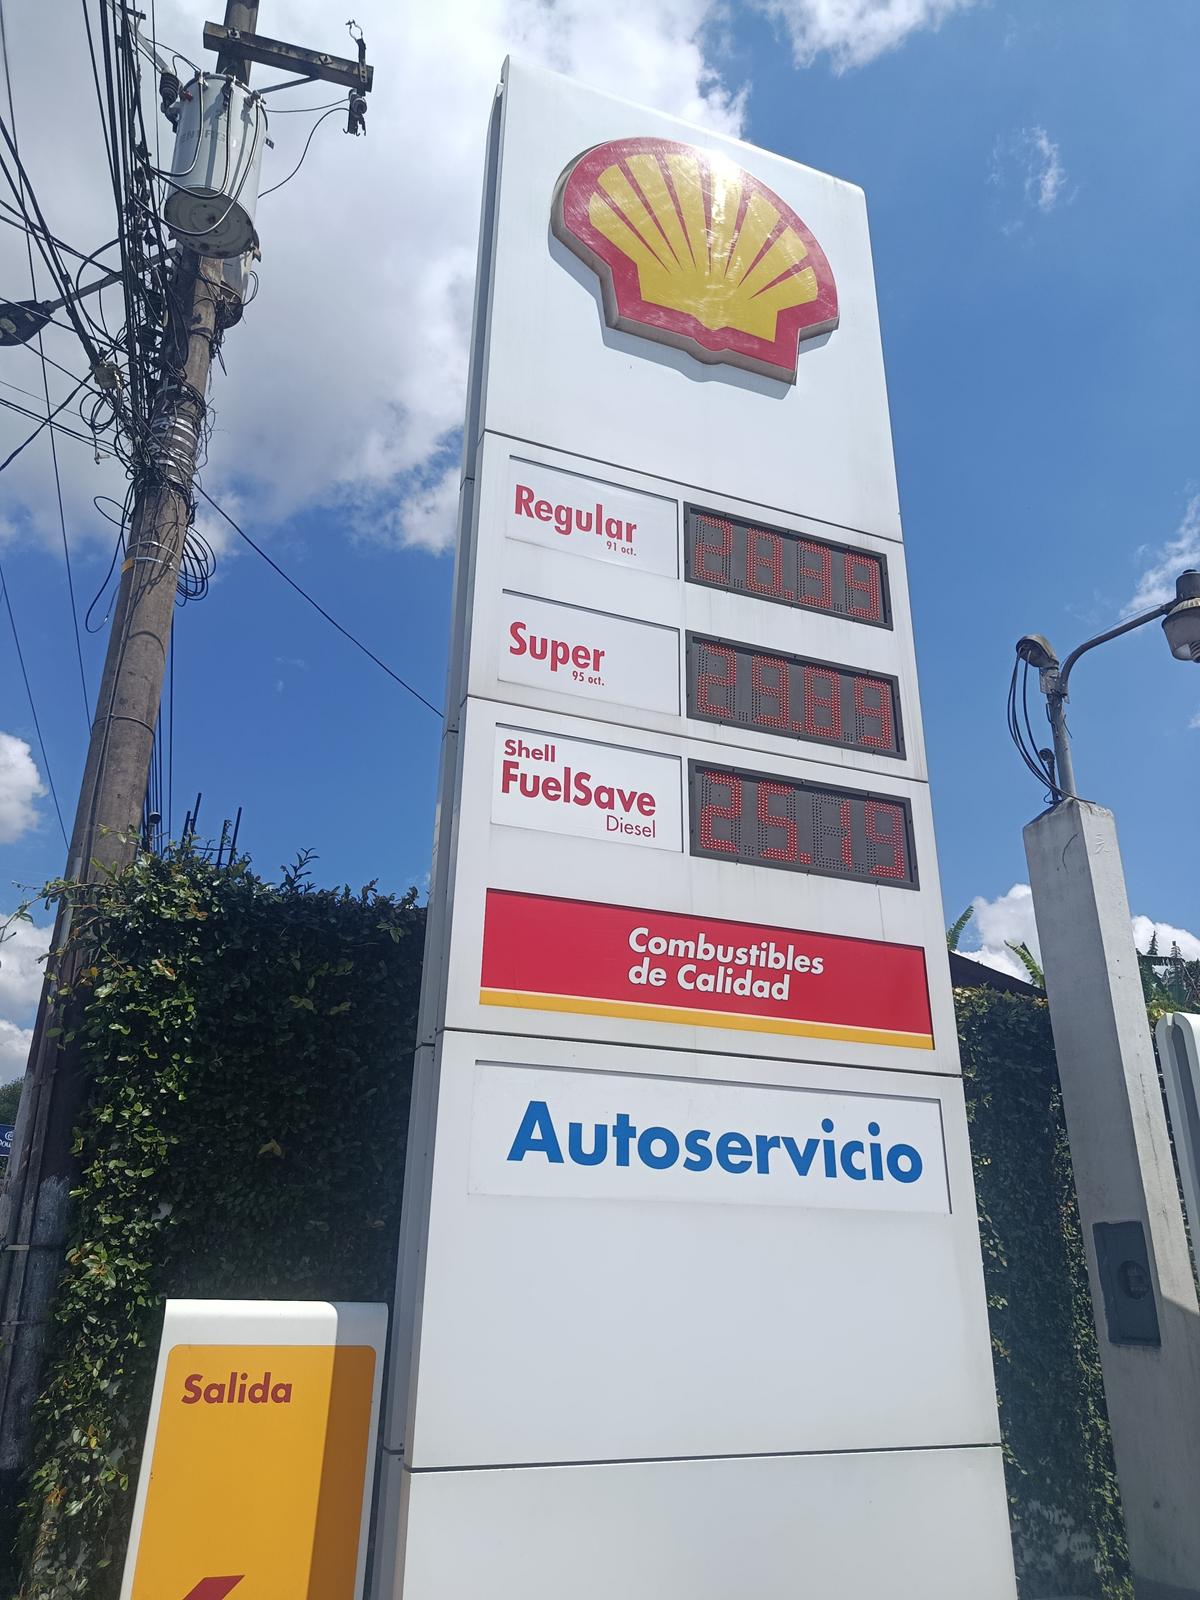 Regular
91 oct.
28.39
Super
95 oct.
29.89
Shell
FuelSave
Diesel
25.19
Combustibles
de Calidad
Autoservicio
Salida